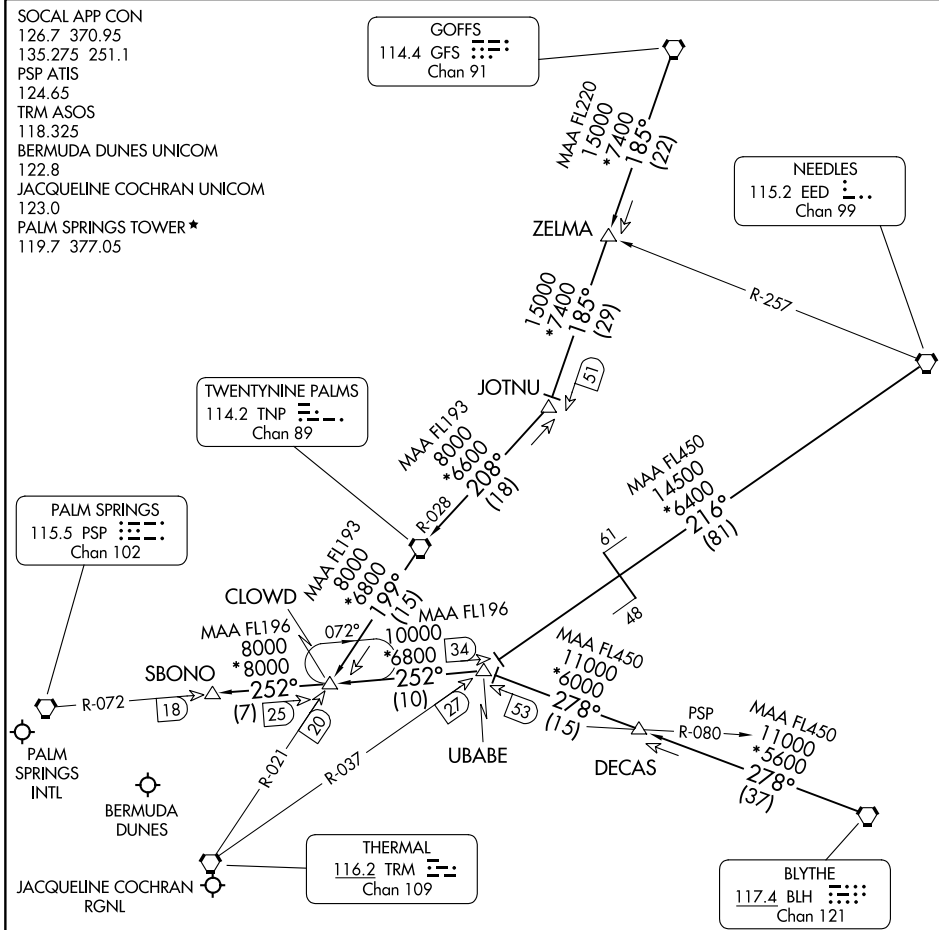 SOCAL APP CON
126.7 370.95
135.275 251.1
PSP ATIS
124.65
TRM ASOS
118.325
BERMUDA DUNES UNICOM
122.8
JACQUELINE COCHRAN UNICOM
123.0
PALM SPRINGS TOWER ★
119.7 377.05
GOFFS
114.4 GFS
Chan 91
MAA FL220
15000
*7400
185°
(22)
NEEDLES
115.2 EED
Chan 99
ZELMA
R-257
15000
*7400
185°
(29)
JOTNU
51
TWENTYNINE PALMS
114.2 TNP
Chan 89
MAA FL193
8000
*6600
208°
(18)
R-028
MAA FL450
14500
*6400
216°
(81)
61
48
PALM SPRINGS
115.5 PSP
Chan 102
MAA FL193
8000
*6800
199°
(15)
CLOWD
072°
MAA FL196
10000
*6800
252°
(10)
34
MAA FL196
8000
*8000
252°
(7)
SBONO
R-072
18
25
20
R-021
R-037
27
53
UBABE
MAA FL450
11000
*6000
278°
(15)
DECAS
PSP
R-080
MAA FL450
11000
*5600
278°
(37)
PALM
SPRINGS
INTL
BERMUDA
DUNES
JACQUELINE COCHRAN
RGNL
THERMAL
116.2 TRM
Chan 109
BLYTHE
117.4 BLH
Chan 121